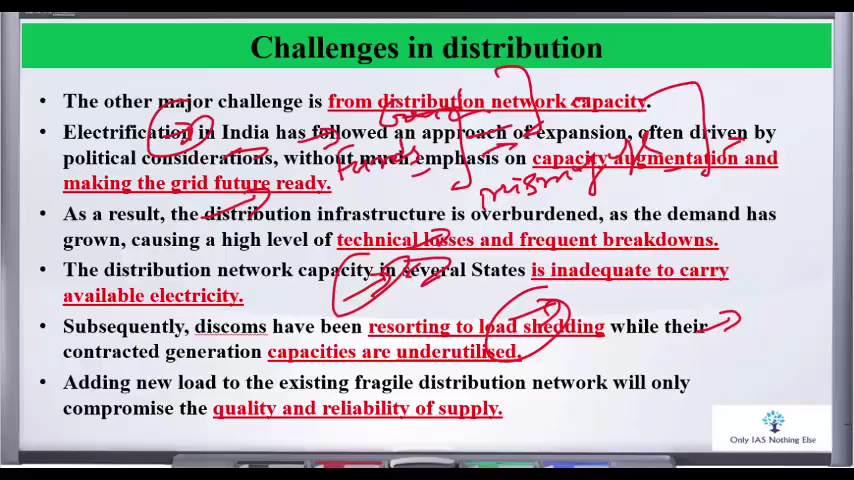 Challenges in distribution
• The other major challenge is from distribution network capacity.
• Electrification in India has followed an approach of expansion, often driven by
political considerations, without much emphasis on capacity augmentation and
making the grid future ready.
• As a result, the distribution infrastructure is overburdened, as the demand has
grown, causing a high level of technical losses and frequent breakdowns.
• The distribution network capacity in several States is inadequate to carry
available electricity.
• Subsequently, discoms have been resorting to load shedding while their
contracted generation capacities are underutilised.
• Adding new load to the existing fragile distribution network will only
compromise the quality and reliability of supply.
Funds
Only IAS Nothing Else